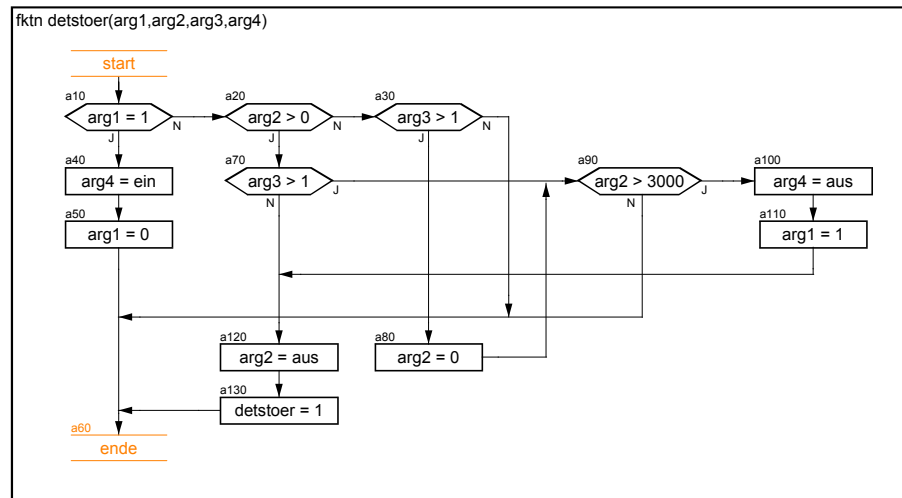 fktn detstoer(arg1,arg2,arg3,arg4)
start
a10
arg1 = 1
N
J
a20
arg2 > 0
N
J
a30
arg3 > 1
N
J
a40
arg4 = ein
a70
arg3 > 1
J
N
a90
arg2 > 3000
J
N
a100
arg4 = aus
a50
arg1 = 0
a110
arg1 = 1
a120
arg2 = aus
a80
arg2 = 0
a130
detstoer = 1
a60
ende